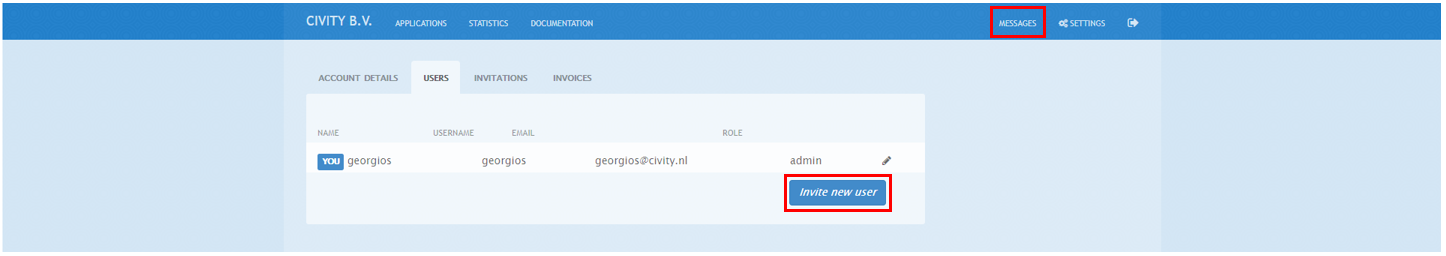 CIVITY B.V. APPLICATIONS STATISTICS DOCUMENTATION MESSAGES SETTINGS
ACCOUNT DETAILS USERS INVITATIONS INVOICES
NAME USERNAME EMAIL ROLE
YOU georgios georgios georgios@civity.nl admin
Invite new user